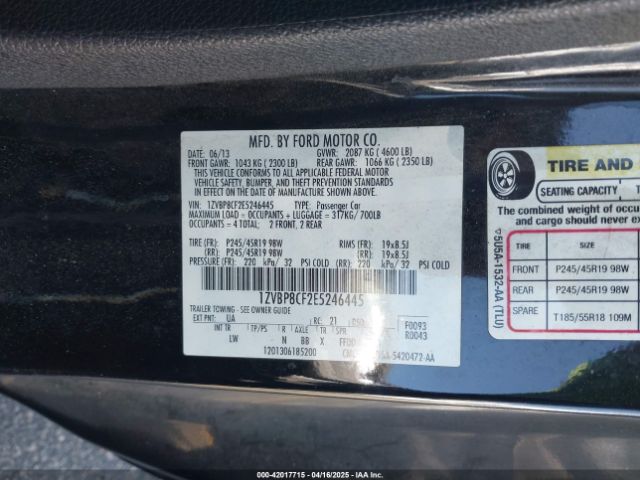 MFD. BY FORD MOTOR CO.
DATE: 06/13 GVWR: 2087 KG ( 4600 LB)
FRONT GAWR: 1043 KG ( 2300 LB) REAR GAWR: 1066 KG ( 2350 LB)
THIS VEHICLE CONFORMS TO ALL APPLICABLE FEDERAL MOTOR
VEHICLE SAFETY, BUMPER, AND THEFT PREVENTION STANDARDS
IN EFFECT ON THE DATE OF MANUFACTURE SHOWN ABOVE.
VIN: 1ZVBP8CF2E5246445 TYPE: Passenger Car
MAXIMUM LOAD = OCCUPANTS + LUGGAGE = 317KG/ 700LB
OCCUPANTS = 4 TOTAL; 2 FRONT, 2 REAR
TIRE (FR): P245/45R19 98W RIMS (FR): 19x8.5J
(RR): P245/45R19 98W (RR): 19x8.5J
PRESSURE (FR): 220 kPa/ 32 PSI COLD (RR): 220 kPa/ 32 PSI COLD
1ZVBP8CF2E5246445
TRAILER TOWING - SEE OWNER GUIDE
EXT PNT: UA RC: 21 DSO:
INT TR TP/PS R AXLE TR SPR
LW N BB X
F0093
R0043
1201306185200
5420472-AA
TIRE AND
SEATING CAPACITY
The combined weight of occu
and cargo should never exce
TIRE SIZE
FRONT P245/45R19 98W
REAR P245/45R19 98W
SPARE T185/55R18 109M
5U5A-1532-AA (TLU)
000-42017715 - 04/16/2025 - IAAI.COM